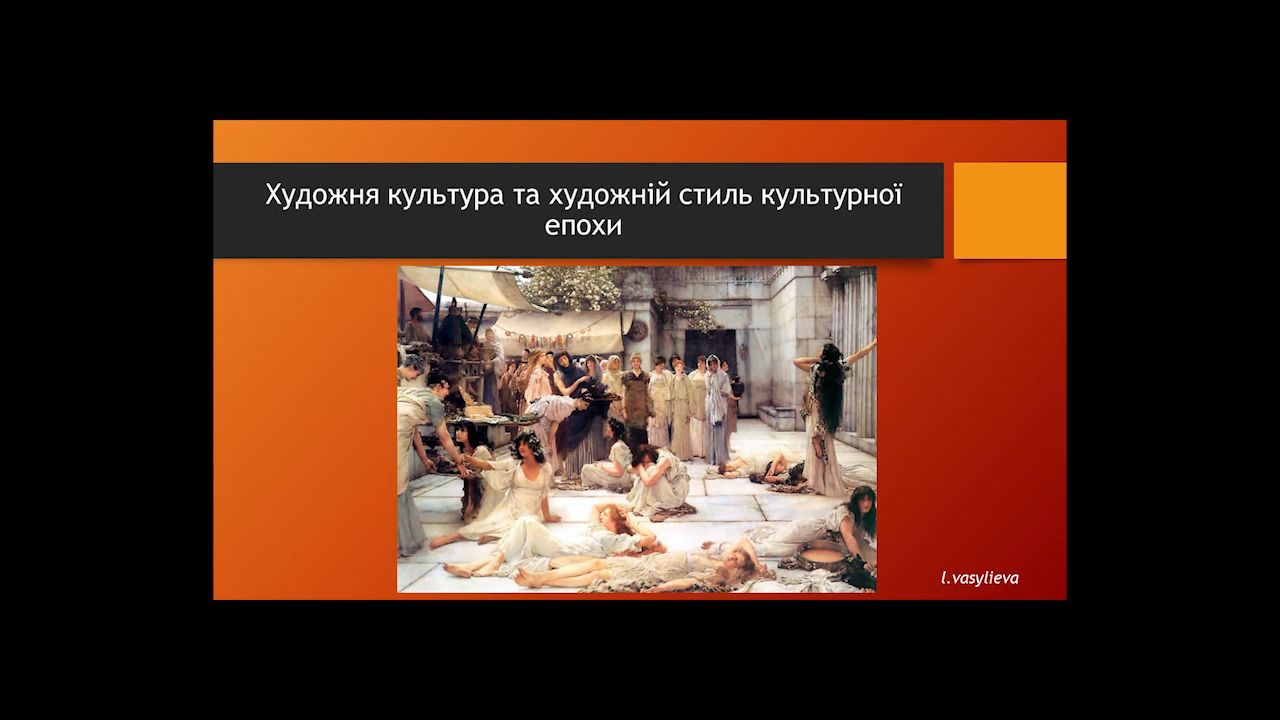 Художня культура та художній стиль культурної
епохи
l.vasylieva